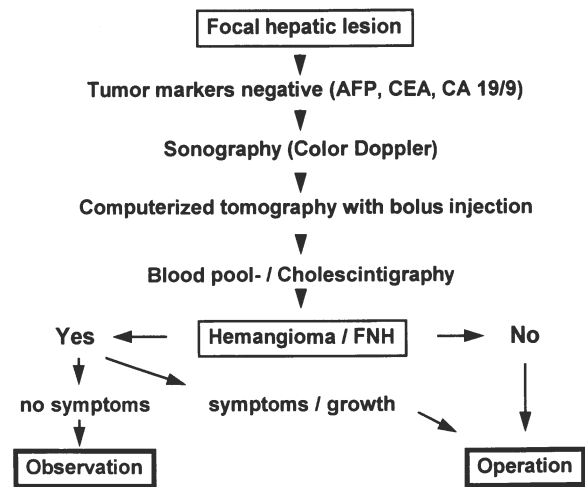 Focal hepatic lesion
Tumor markers negative (AFP, CEA, CA 19/9)
Sonography (Color Doppler)
Computerized tomography with bolus injection
Blood pool- / Cholescintigraphy
Yes Hemangioma / FNH No
no symptoms symptoms / growth
Observation Operation